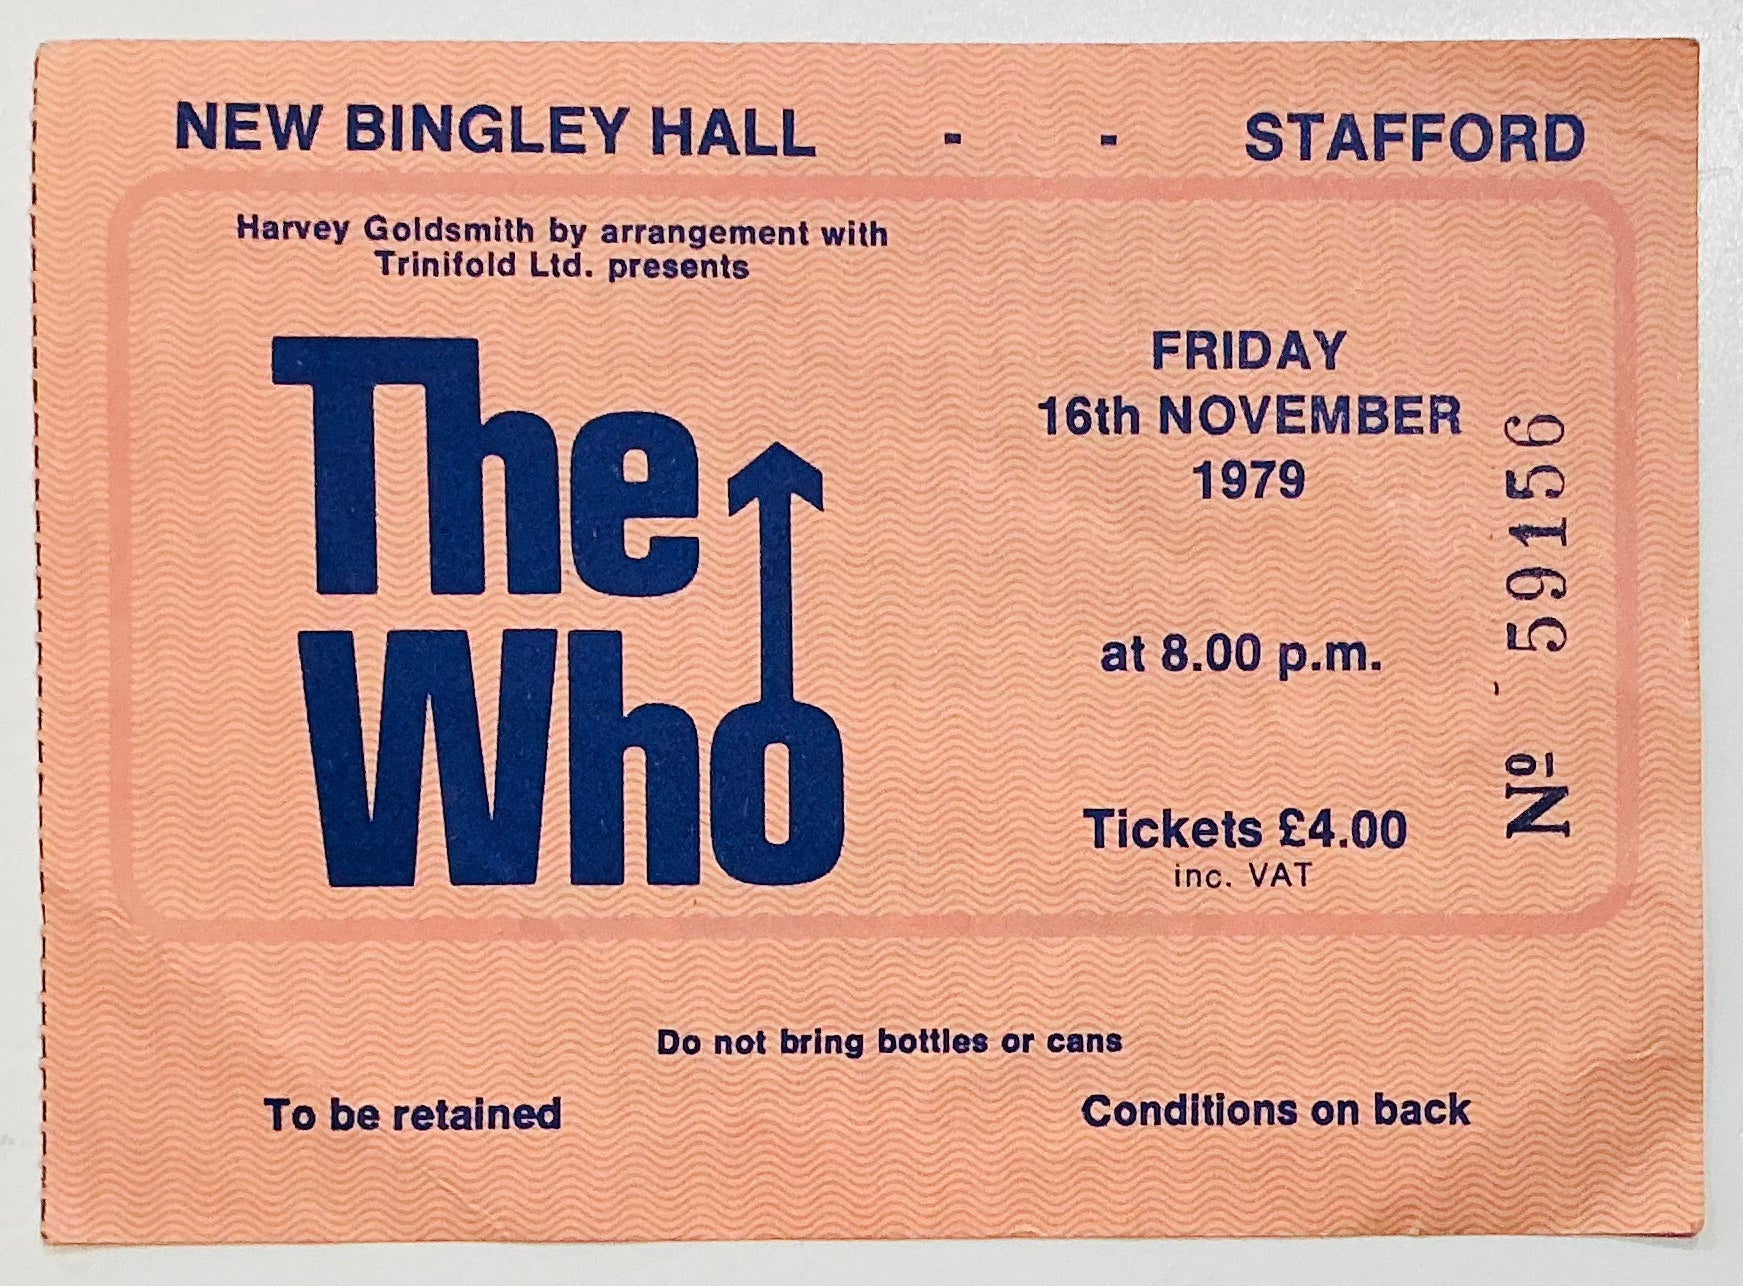 NEW BINGLEY HALL - - STAFFORD
Harvey Goldsmith by arrangement with
Trinifold Ltd. presents
The
Who
FRIDAY
16th NOVEMBER
1979
at 8.00 p.m.
Tickets £4.00
inc. VAT
Nº 59156
Do not bring bottles or cans
To be retained
Conditions on back